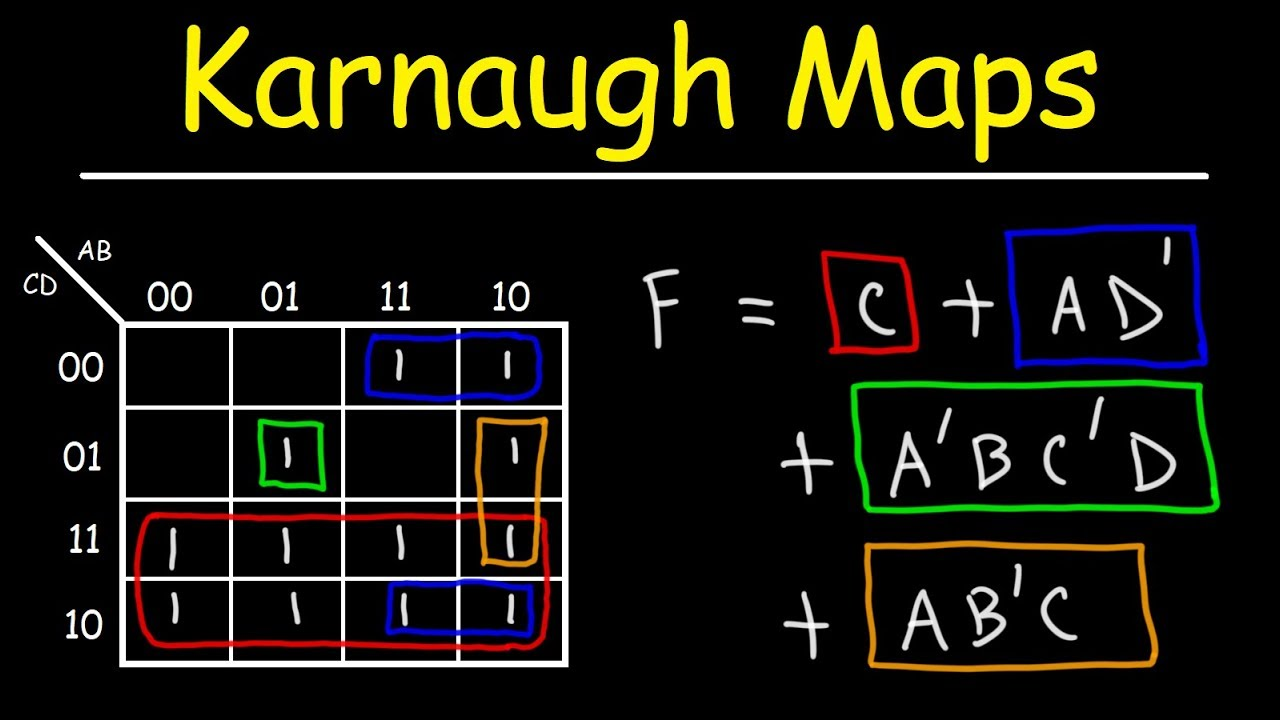 Karnaugh Maps
AB
CD
00 01 11 10
00 1 1
01 1 1
11 1 1 1 1
10 1 1 1 1
F = C + AD'
+ A'BC'D
+ AB'C